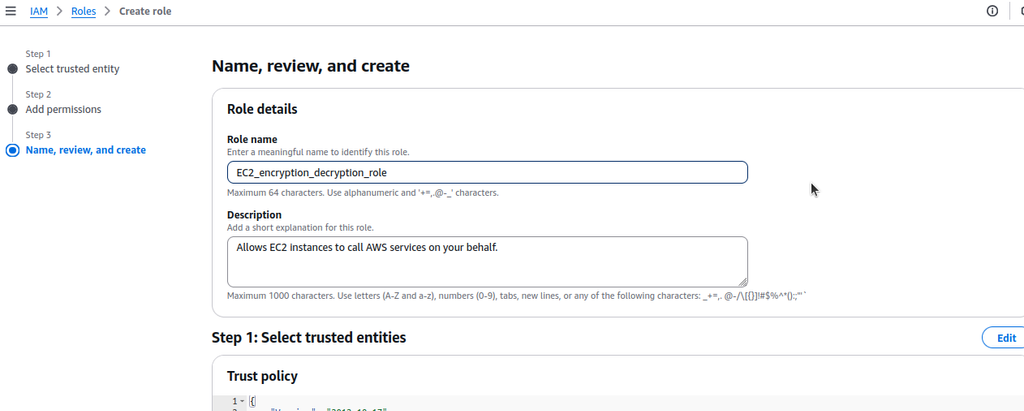 IAM > Roles > Create role
Step 1
Select trusted entity
Step 2
Add permissions
Step 3
Name, review, and create
Name, review, and create
Role details
Role name
Enter a meaningful name to identify this role.
EC2_encryption_decryption_role
Maximum 64 characters. Use alphanumeric and '+=,.@-_' characters.
Description
Add a short explanation for this role.
Allows EC2 instances to call AWS services on your behalf.
Maximum 1000 characters. Use letters (A-Z and a-z), numbers (0-9), tabs, new lines, or any of the following characters: _+=,. @-/\[{}]!#$%^*();:"'`
Step 1: Select trusted entities
Edit
Trust policy
1 {